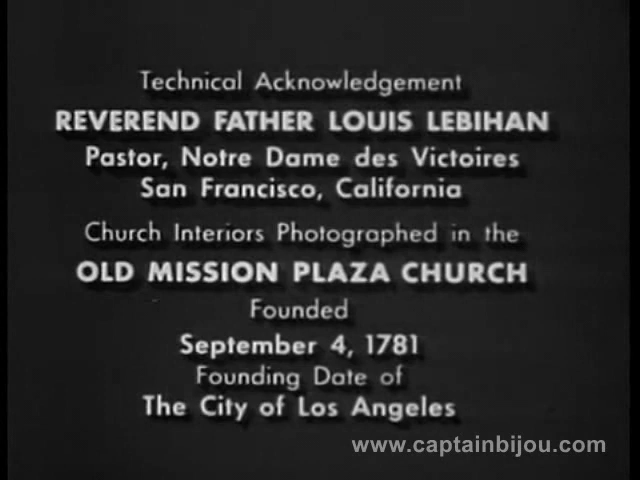 Technical Acknowledgement
REVEREND FATHER LOUIS LEBIHAN
Pastor, Notre Dame des Victoires
San Francisco, California
Church Interiors Photographed in the
OLD MISSION PLAZA CHURCH
Founded
September 4, 1781
Founding Date of
The City of Los Angeles
www.captainbijou.com